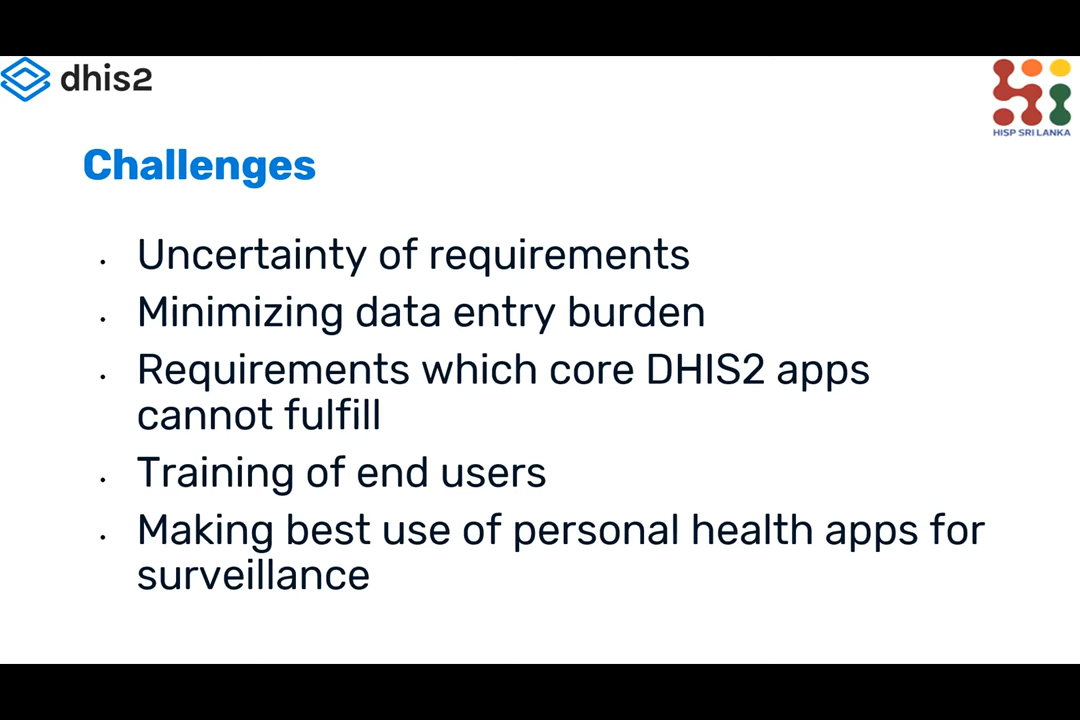 dhis2
HISP SRI LANKA
Challenges
· Uncertainty of requirements
· Minimizing data entry burden
· Requirements which core DHIS2 apps
cannot fulfill
· Training of end users
· Making best use of personal health apps for
surveillance